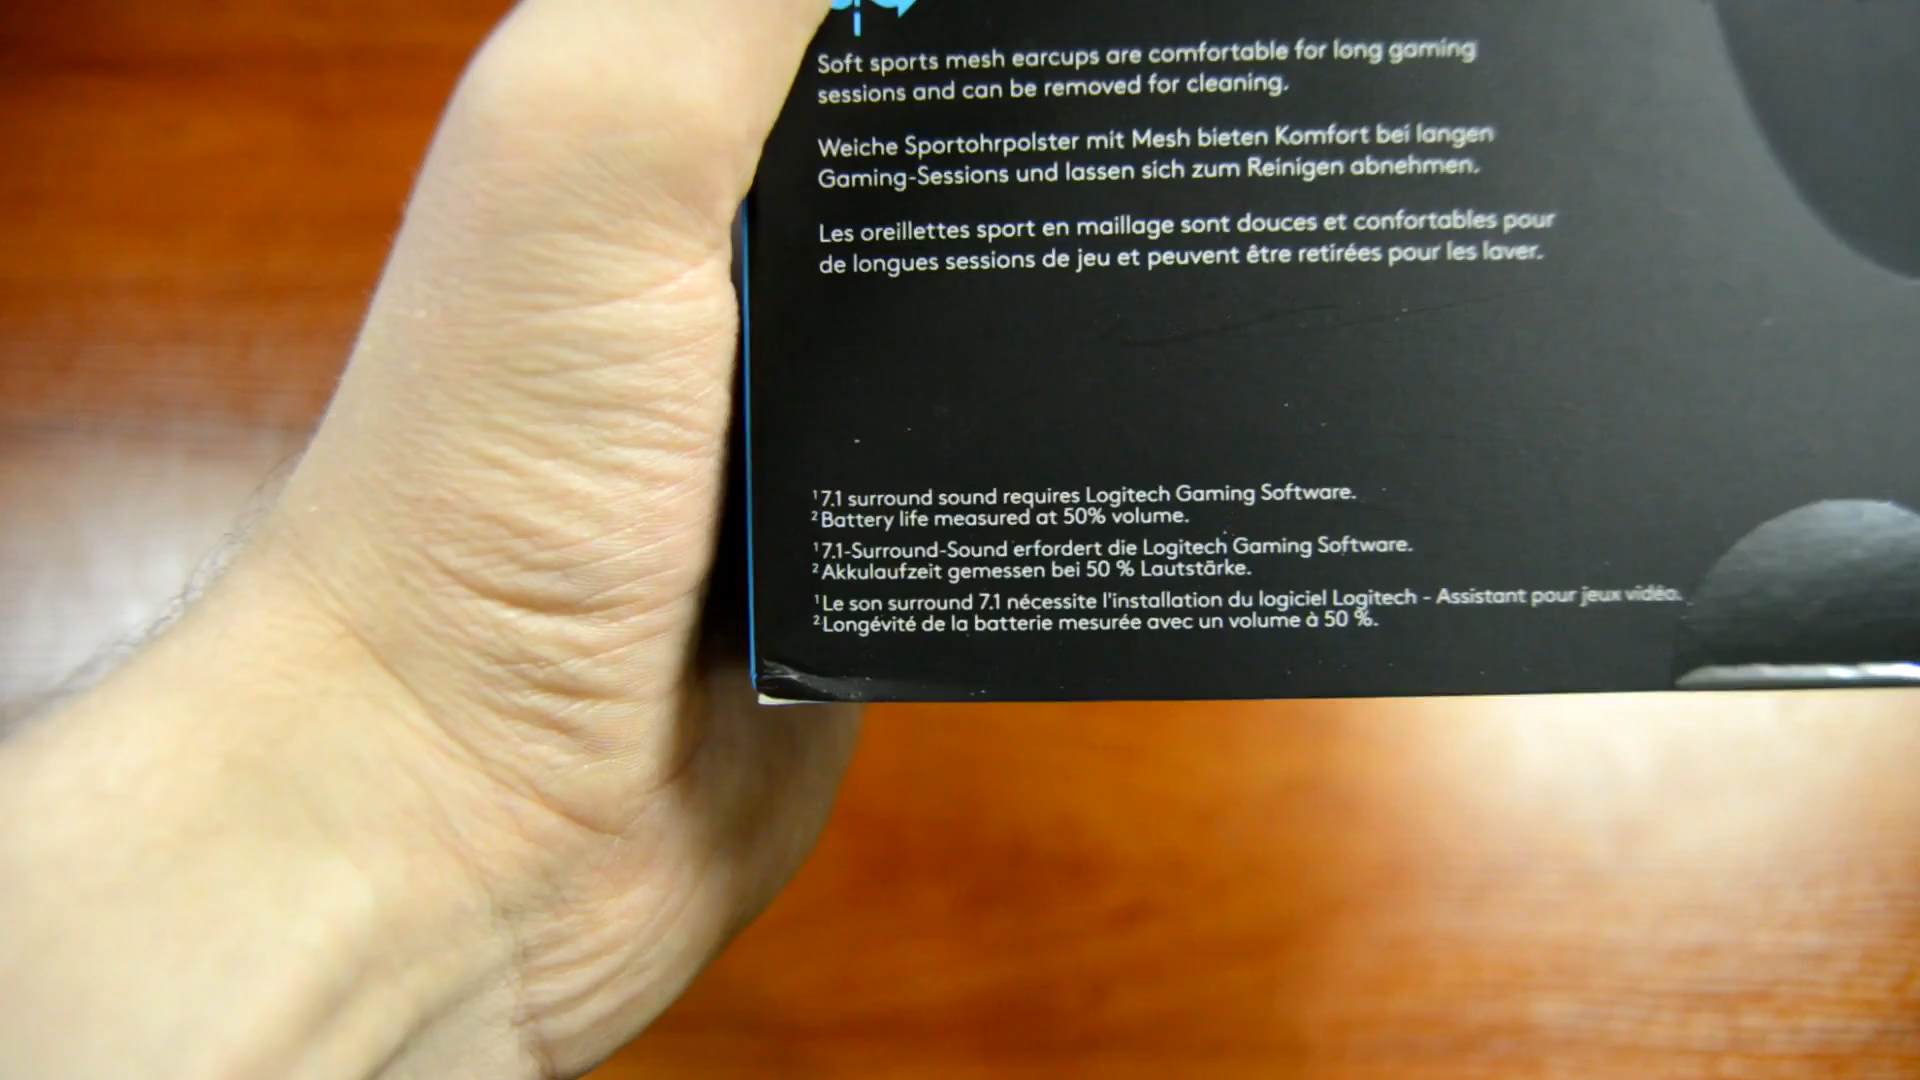 Soft sports mesh earcups are comfortable for long gaming
sessions and can be removed for cleaning.
Weiche Sportohrpolster mit Mesh bieten Komfort bei langen
Gaming-Sessions und lassen sich zum Reinigen abnehmen.
Les oreillettes sport en maillage sont douces et confortables pour
de longues sessions de jeu et peuvent être retirées pour les laver.
¹7.1 surround sound requires Logitech Gaming Software.
²Battery life measured at 50% volume.
¹7.1-Surround-Sound erfordert die Logitech Gaming Software.
²Akkulaufzeit gemessen bei 50 % Lautstärke.
¹Le son surround 7.1 nécessite l'installation du logiciel Logitech - Assistant pour jeux vidéo.
²Longévité de la batterie mesurée avec un volume à 50 %.